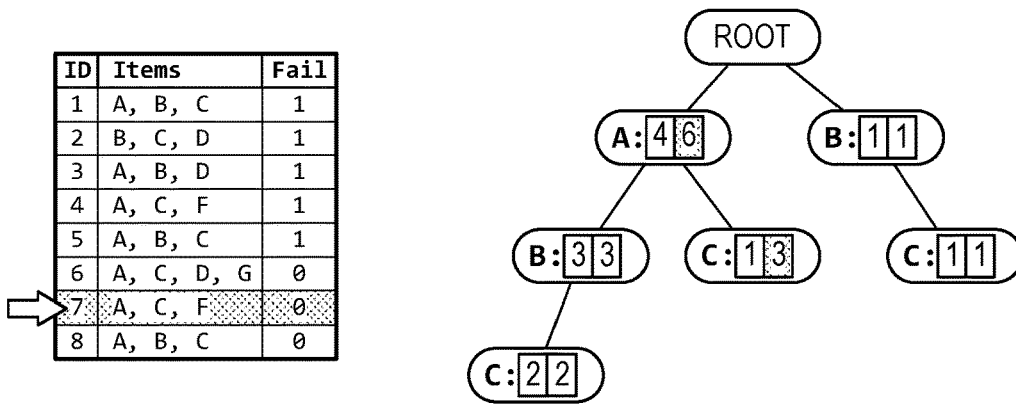 ID Items Fail
1 A, B, C 1
2 B, C, D 1
3 A, B, D 1
4 A, C, F 1
5 A, B, C 1
6 A, C, D, G 0
7 A, C, F 0
8 A, B, C 0
ROOT
A: 4 6
B: 1 1
B: 3 3
C: 1 3
C: 1 1
C: 2 2